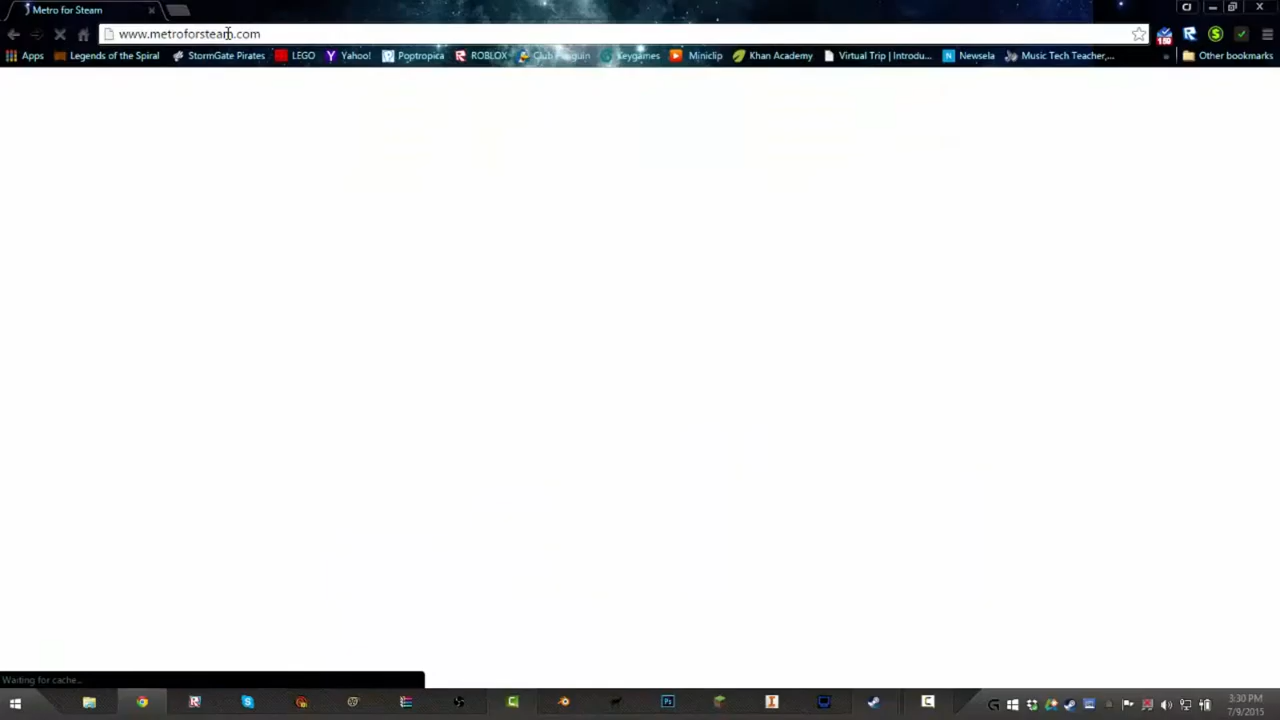 Metro for Steam
www.metroforsteam.com
Apps Legends of the Spiral StormGate Pirates LEGO Yahoo! Poptropica ROBLOX Club Penguin Keygames Miniclip Khan Academy Virtual Trip | Introdu... Newsela Music Tech Teacher,... » Other bookmarks
Waiting for cache...
3:30 PM
7/9/2015